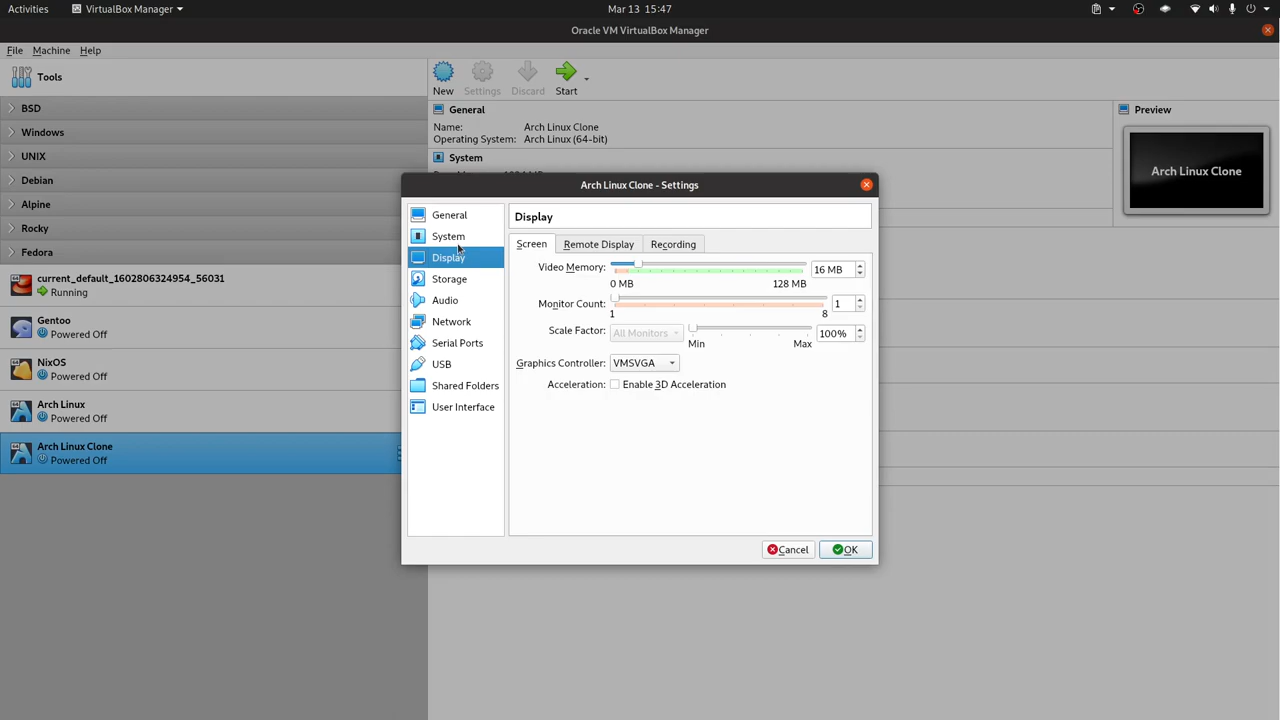 Activities
VirtualBox Manager
Mar 13 15:47
Oracle VM VirtualBox Manager
File Machine Help
Tools
New Settings Discard Start
BSD
Windows
UNIX
Debian
Alpine
Rocky
Fedora
current_default_1602806324954_56031
Running
Gentoo
Powered Off
NixOS
Powered Off
Arch Linux
Powered Off
Arch Linux Clone
Powered Off
General
Name: Arch Linux Clone
Operating System: Arch Linux (64-bit)
System
Preview
Arch Linux Clone
Arch Linux Clone - Settings
General
System
Display
Storage
Audio
Network
Serial Ports
USB
Shared Folders
User Interface
Display
Screen Remote Display Recording
Video Memory: 16 MB
0 MB 128 MB
Monitor Count: 1
1 8
Scale Factor: All Monitors 100%
Min Max
Graphics Controller: VMSVGA
Acceleration: Enable 3D Acceleration
Cancel OK